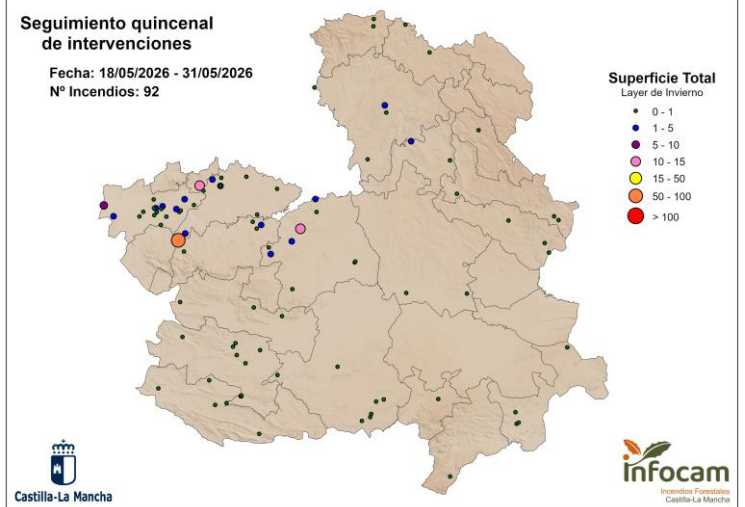 Seguimiento quincenal
de intervenciones
Fecha: 18/05/2026 - 31/05/2026
Nº Incendios: 92
Superficie Total
Layer de Invierno
0 - 1
1 - 5
5 - 10
10 - 15
15 - 50
50 - 100
> 100
Castilla-La Mancha
infocam
Incendios Forestales
Castilla-La Mancha